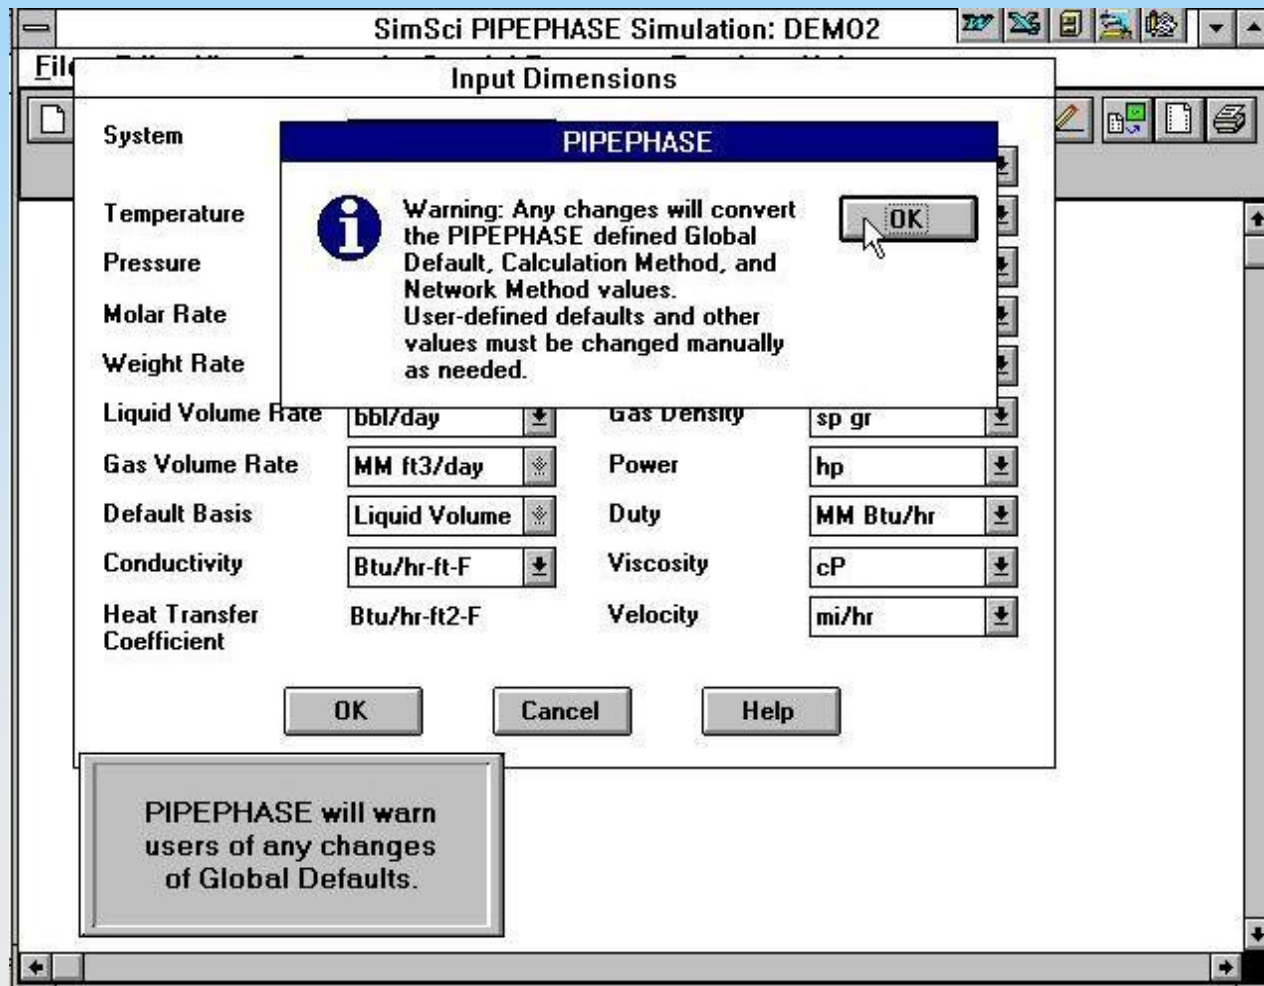 SimSci PIPEPHASE Simulation: DEMO2
File
Input Dimensions
System
PIPEPHASE
Warning: Any changes will convert
the PIPEPHASE defined Global
Default, Calculation Method, and
Network Method values.
User-defined defaults and other
values must be changed manually
as needed.
OK
Temperature
Pressure
Molar Rate
Weight Rate
Liquid Volume Rate bbl/day Gas Density sp gr
Gas Volume Rate MM ft3/day Power hp
Default Basis Liquid Volume Duty MM Btu/hr
Conductivity Btu/hr-ft-F Viscosity cP
Heat Transfer Btu/hr-ft2-F Velocity mi/hr
Coefficient
OK Cancel Help
PIPEPHASE will warn
users of any changes
of Global Defaults.